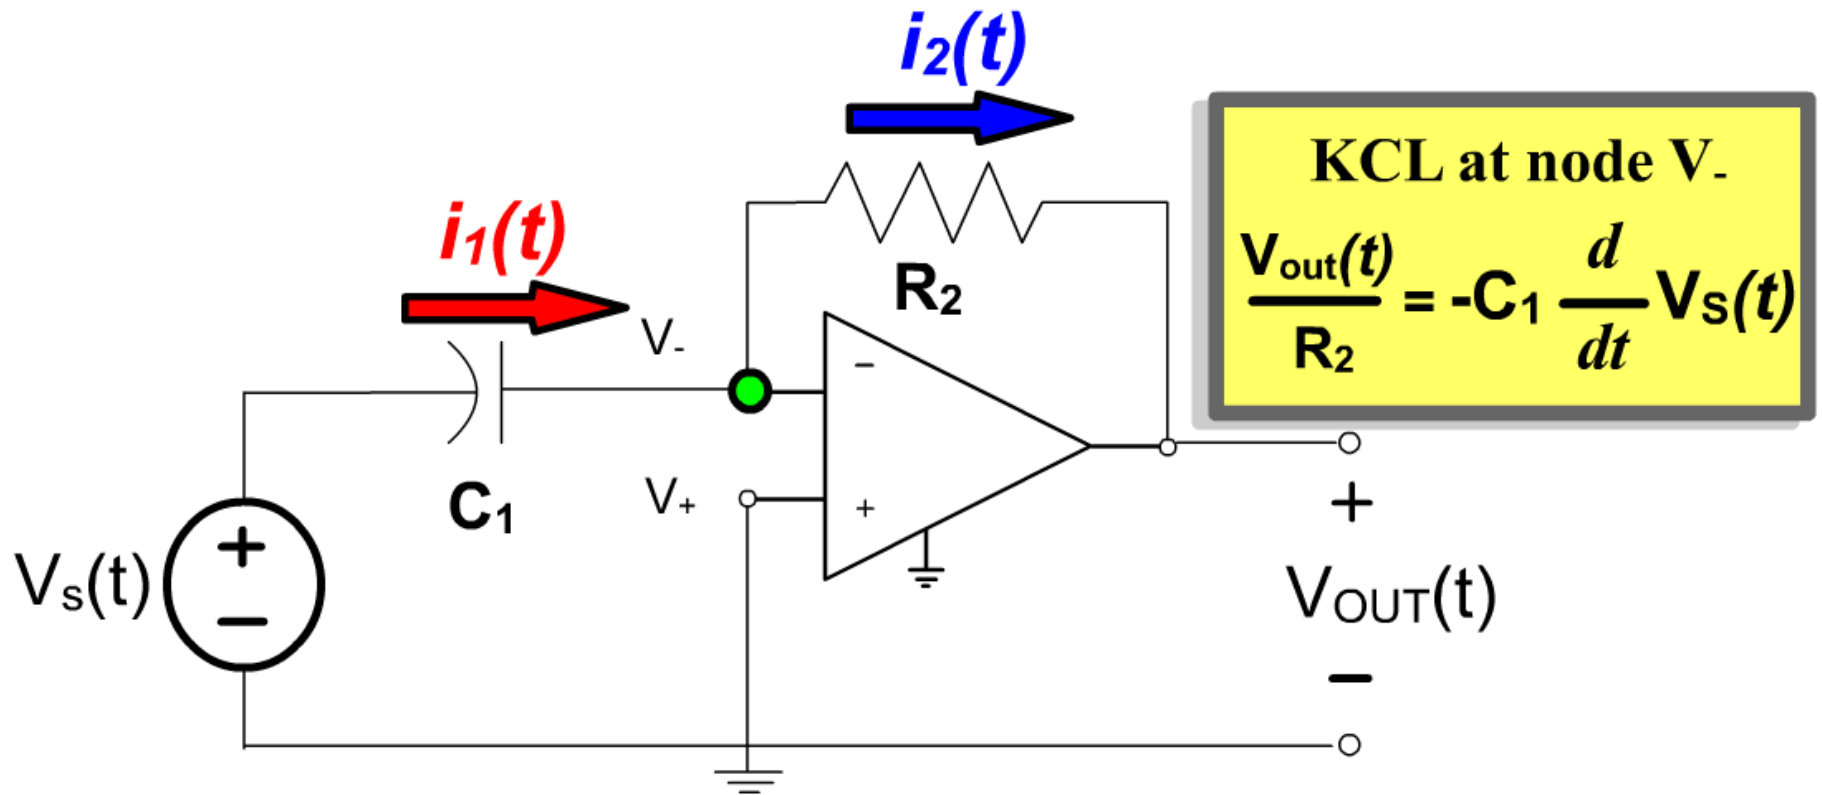 i₂(t)
i₁(t)
R₂
V₋
−
C₁
V₊
+
+
−
Vₛ(t)
KCL at node V₋
Vout(t)
R₂
= -C₁
d
dt
VS(t)
+
VOUT(t)
−